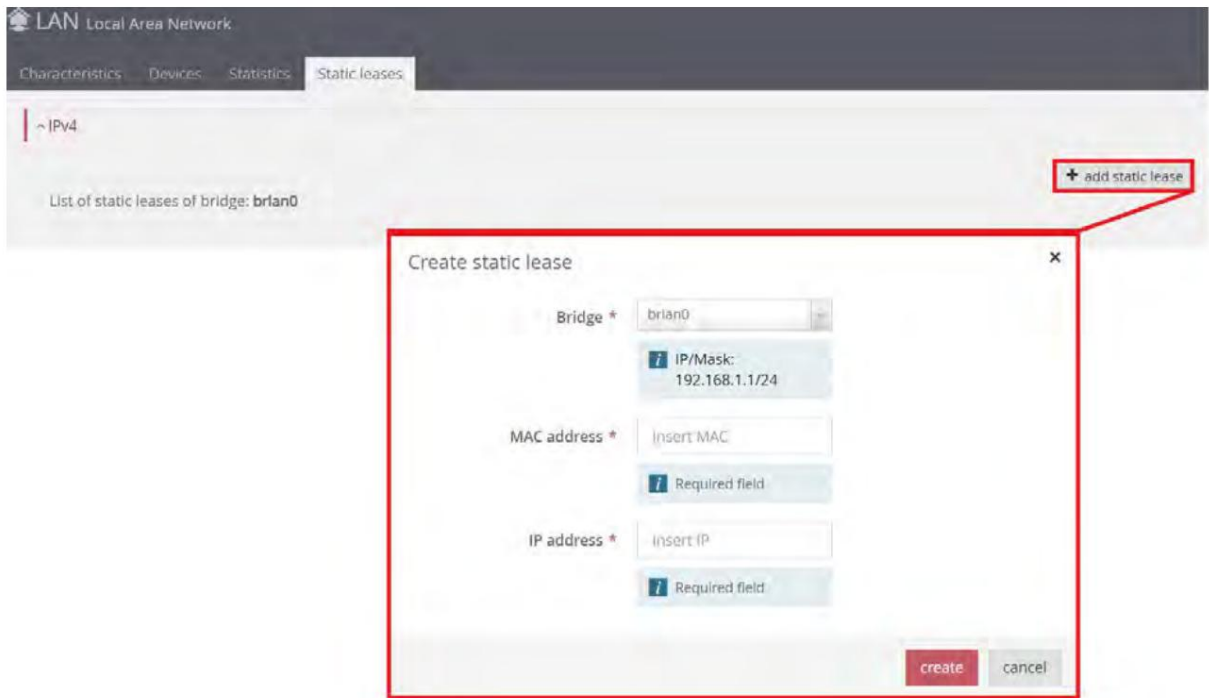 LAN Local Area Network
Characteristics Devices Statistics Static leases
IPv4
+ add static lease
List of static leases of bridge: brlan0
Create static lease ×
Bridge * brlan0
i IP/Mask:
192.168.1.1/24
MAC address * Insert MAC
i Required field
IP address * Insert IP
i Required field
create cancel